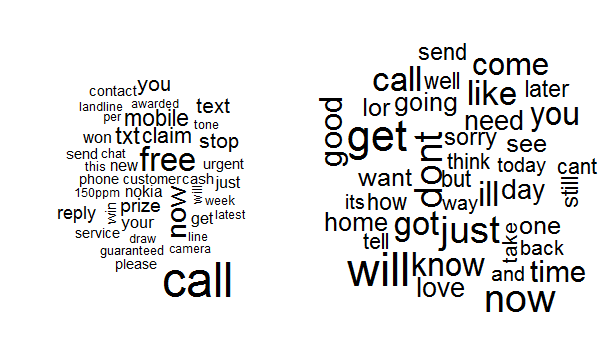 contact you
landline awarded text
per mobile tone
won txt claim stop
send chat free urgent
this new
phone customer cash just
150ppm nokia will week
reply win prize now get latest
your
service draw line
guaranteed camera
please
call
send come
call well like later
good lor going need you
get dont sorry see
think today cant
want but still
its how way ill day
home got just take one
tell back
will know and time
love now